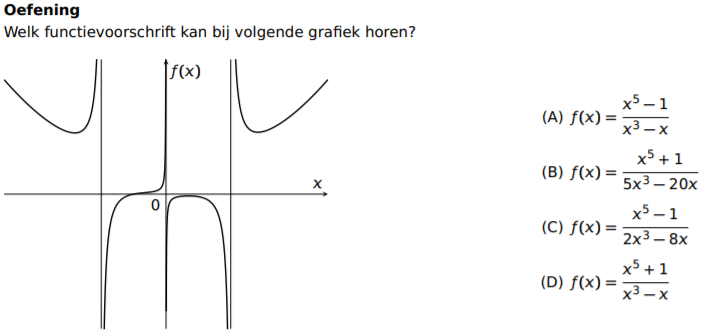 Oefening
Welk functievoorschrift kan bij volgende grafiek horen?
f(x)
x
0
(A) f(x) = \frac{x^5 − 1}{x^3 − x}
(B) f(x) = \frac{x^5 + 1}{5x^3 − 20x}
(C) f(x) = \frac{x^5 − 1}{2x^3 − 8x}
(D) f(x) = \frac{x^5 + 1}{x^3 − x}